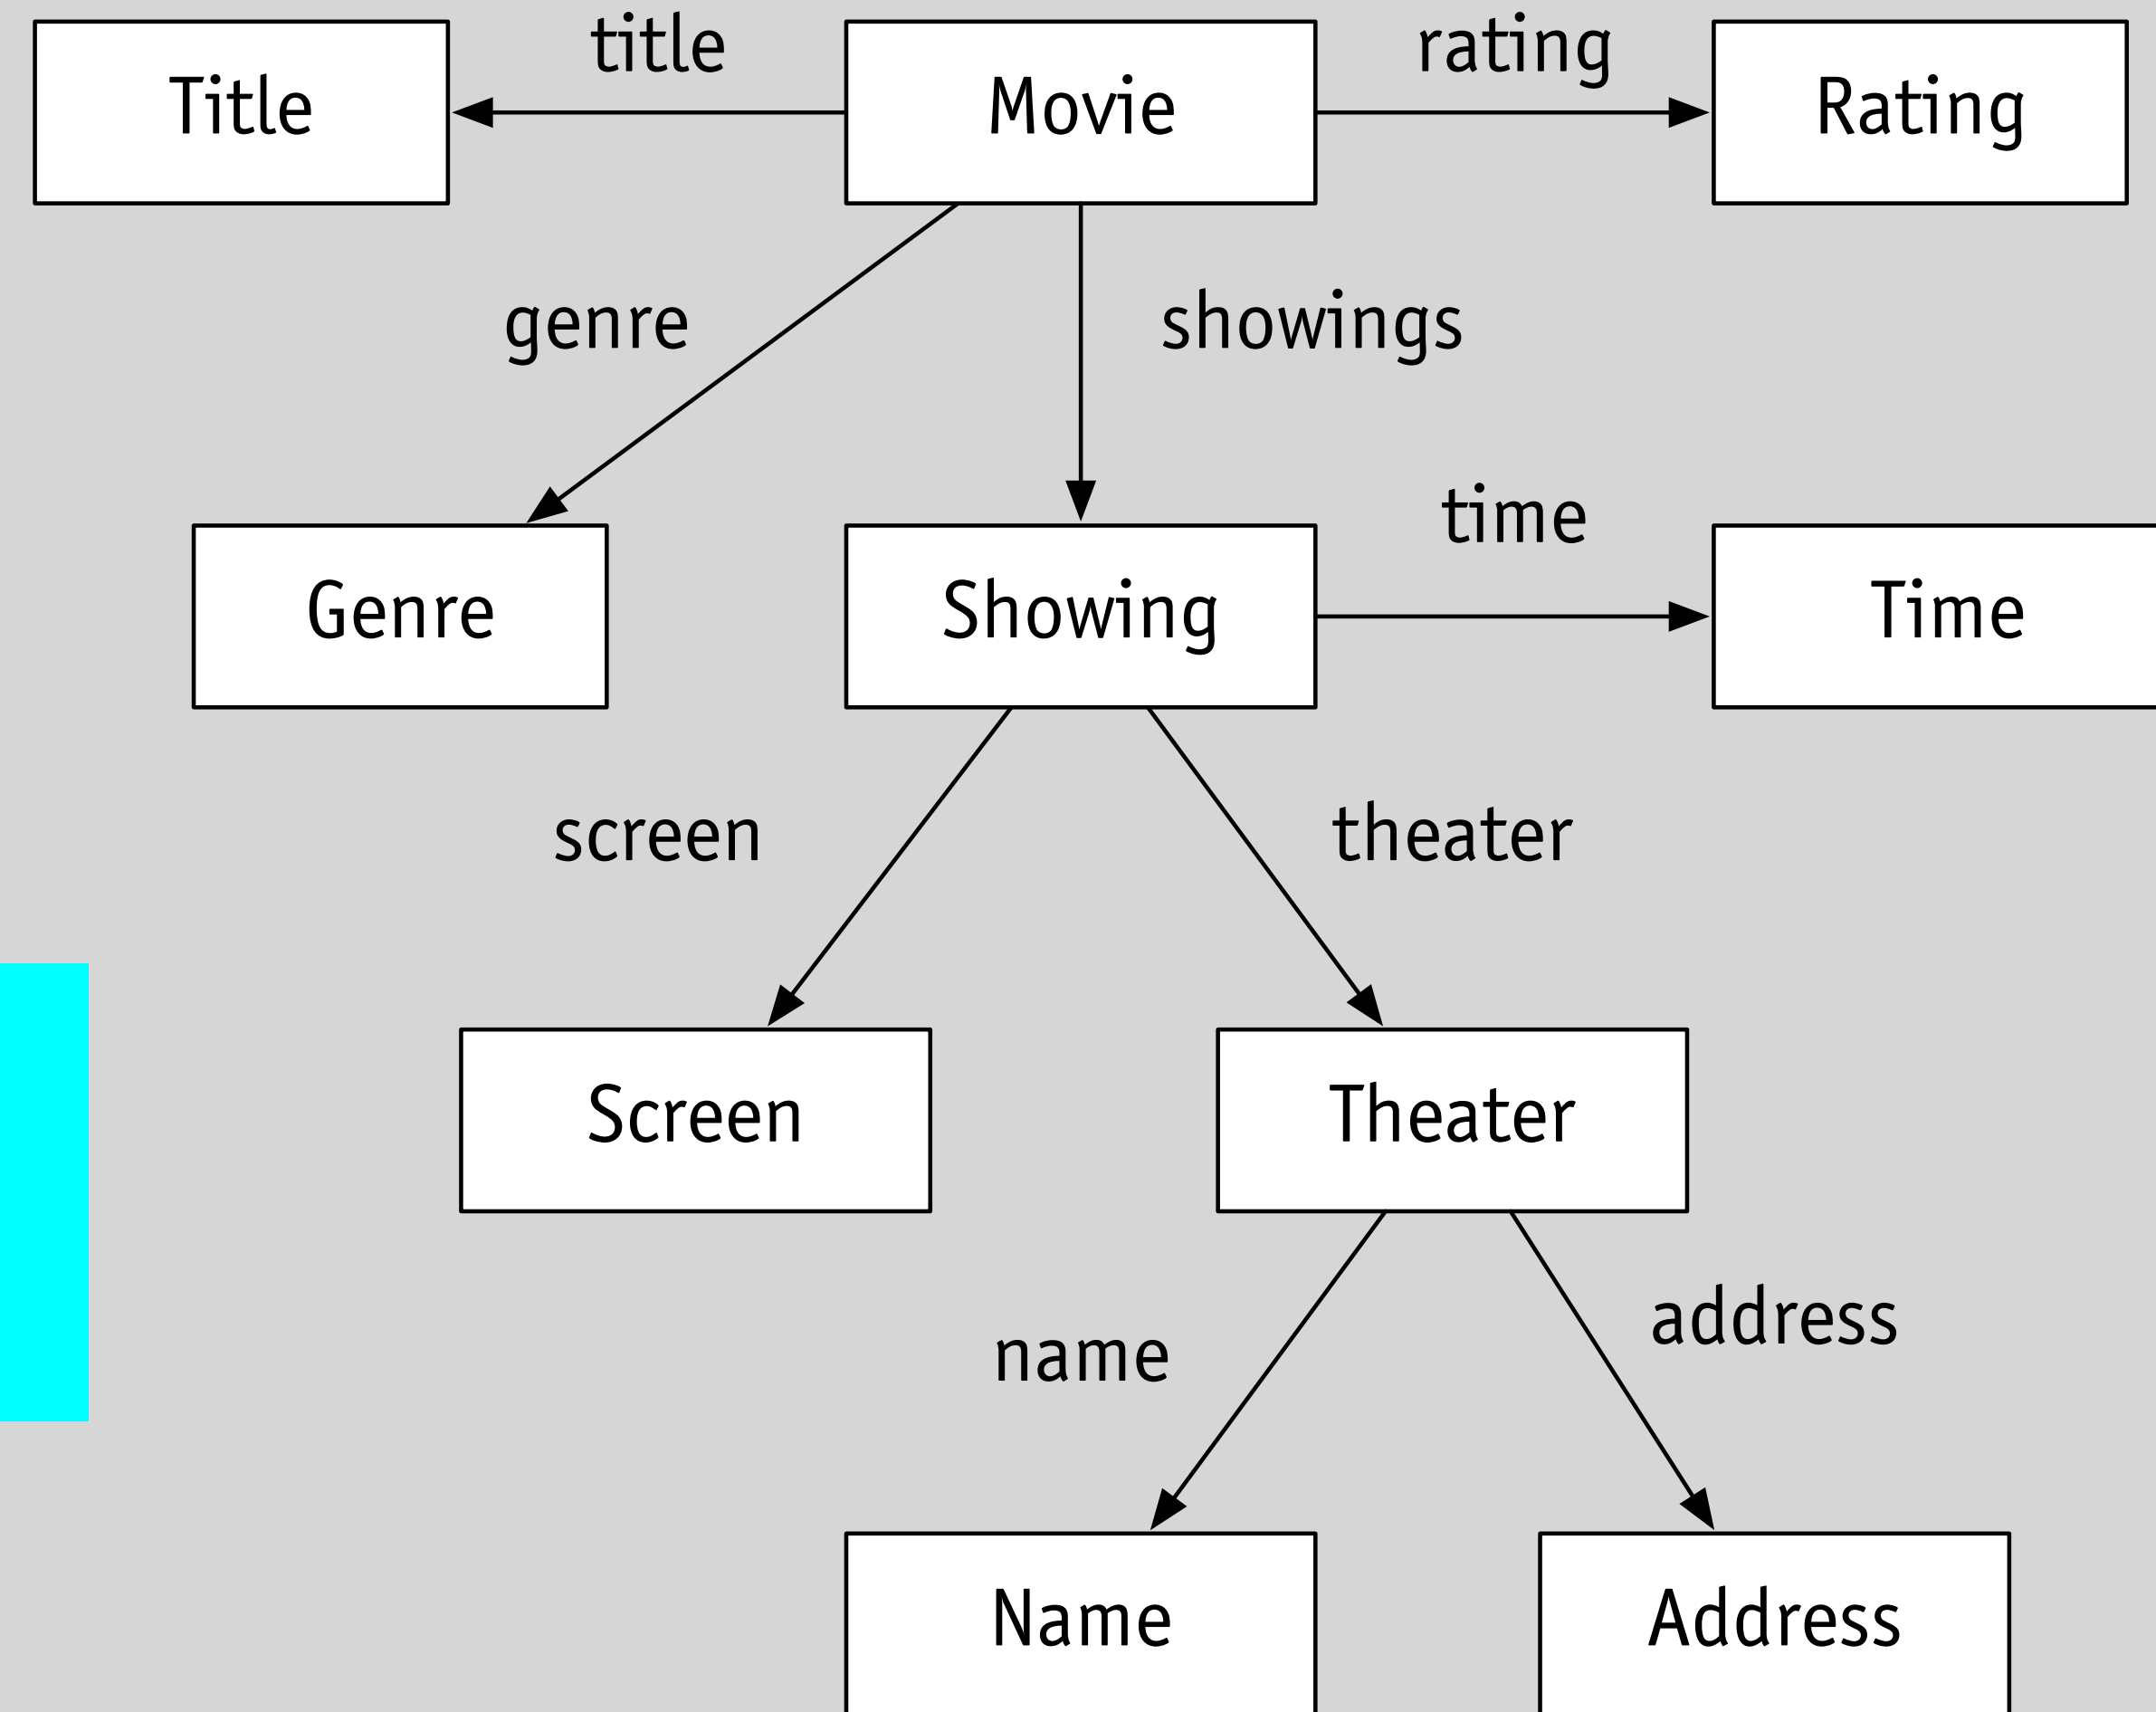 title
rating
Title
Movie
Rating
genre
showings
time
Genre
Showing
Time
screen
theater
Screen
Theater
address
name
Name
Address